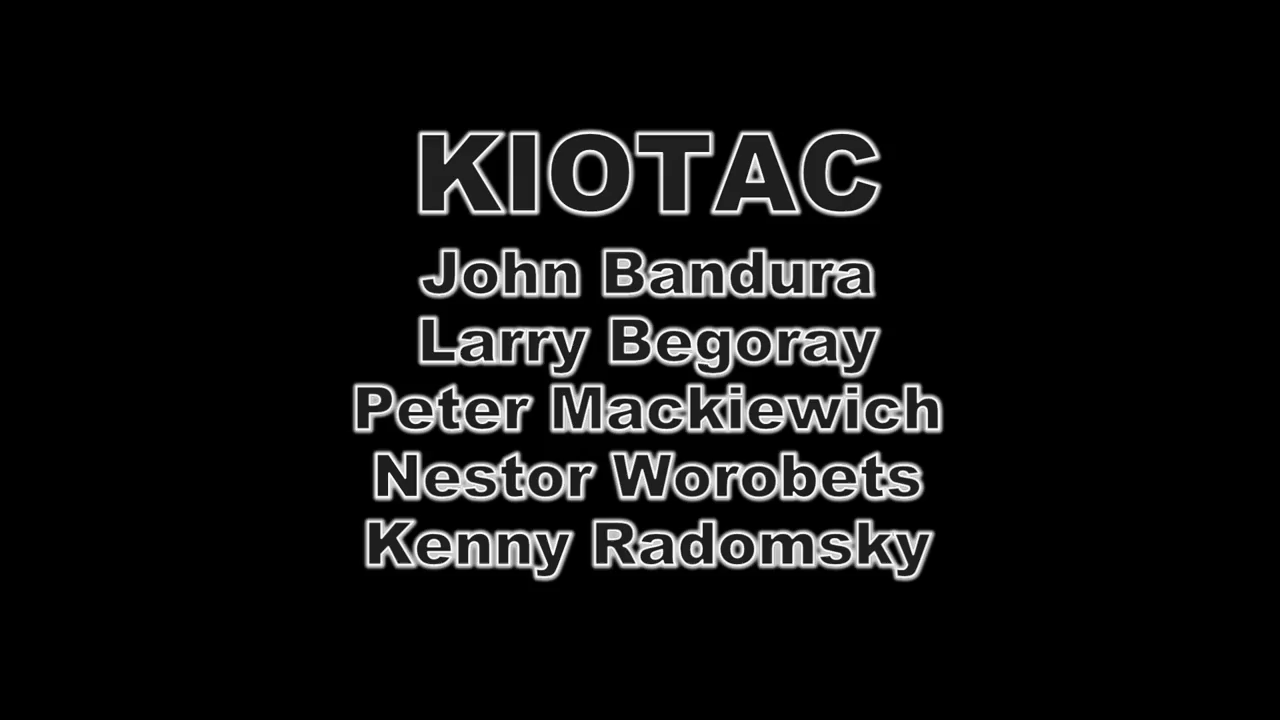 KIOTAC
John Bandura
Larry Begoray
Peter Mackiewich
Nestor Worobets
Kenny Radomsky